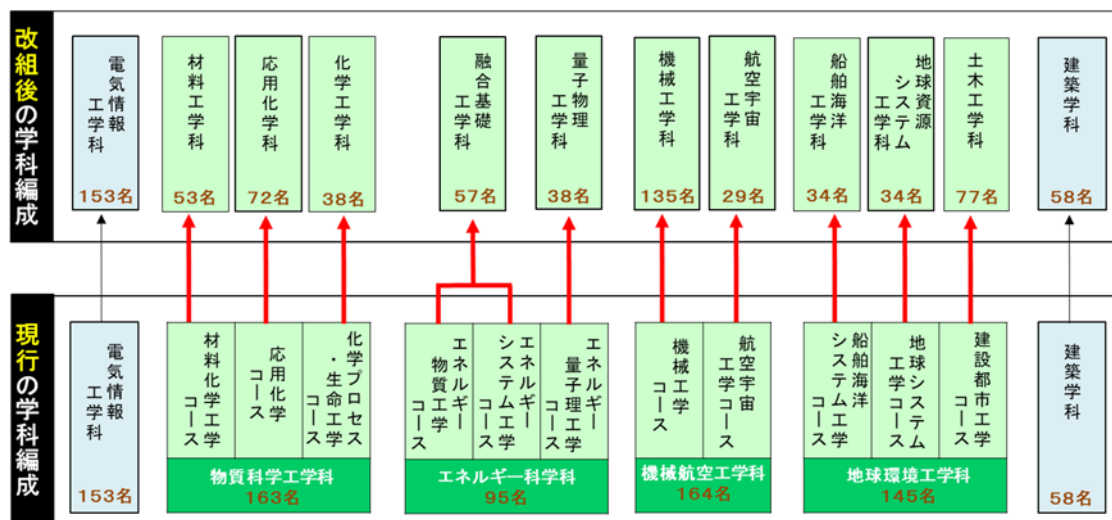 改組後の学科編成
電気情報
工学科
153名
材料工学科
53名
応用化学科
72名
化学工学科
38名
融合基礎
工学科
57名
量子物理
工学科
38名
機械工学科
135名
航空宇宙
工学科
29名
船舶海洋
工学科
34名
地球資源
システム
工学科
34名
土木工学科
77名
建築学科
58名
現行の学科編成
電気情報
工学科
153名
材料化学工学
コース
応用化学
コース
化学プロセス
・生命工学
コース
物質科学工学科
163名
エネルギー
物質工学
コース
エネルギー
システム工学
コース
エネルギー
量子理工学
コース
エネルギー科学科
95名
機械工学
コース
航空宇宙
工学コース
機械航空工学科
164名
船舶海洋
システム工学
コース
地球システム
工学コース
建設都市工学
コース
地球環境工学科
145名
建築学科
58名